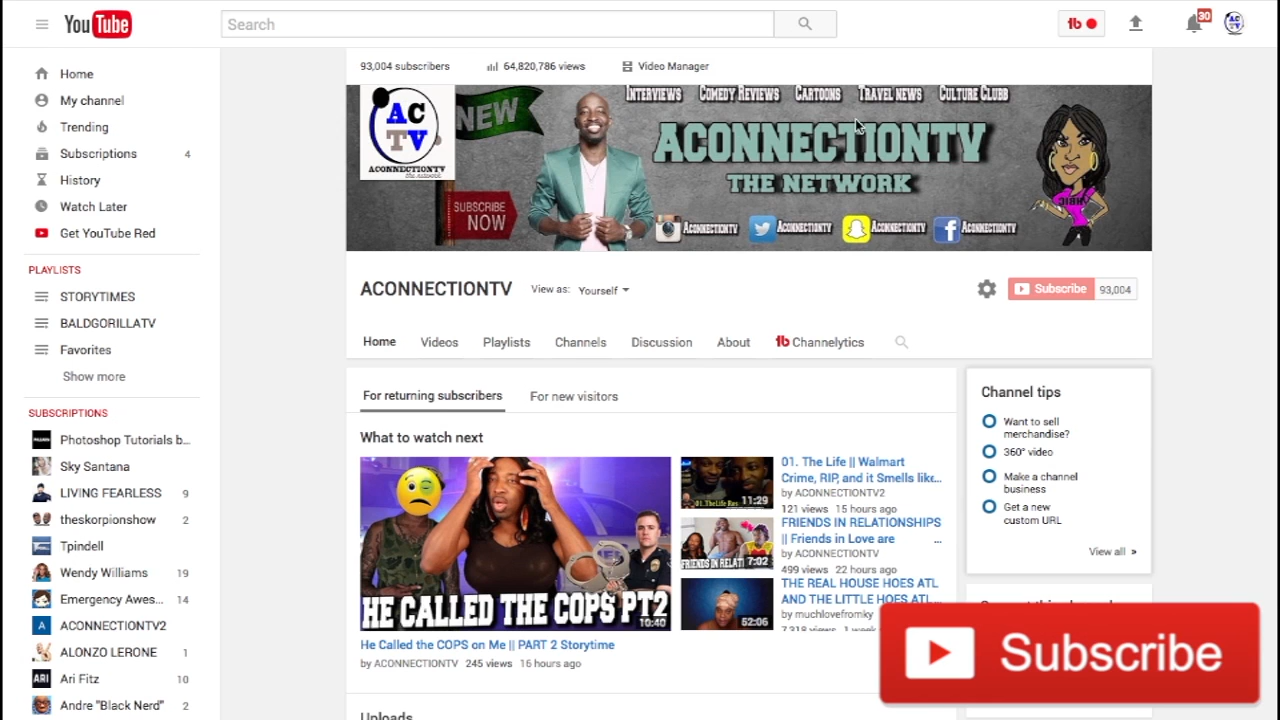 YouTube
Search
30
Home
My channel
Trending
Subscriptions 4
History
Watch Later
Get YouTube Red
PLAYLISTS
STORYTIMES
BALDGORILLATV
Favorites
Show more
SUBSCRIPTIONS
Photoshop Tutorials b...
Sky Santana
LIVING FEARLESS 9
theskorpionshow 2
Tpindell
Wendy Williams 19
Emergency Awes... 14
ACONNECTIONTV2
ALONZO LERONE 1
Ari Fitz 10
Andre "Black Nerd" 2
93,004 subscribers 64,820,786 views Video Manager
INTERVIEWS COMEDY REVIEWS CARTOONS TRAVEL NEWS CULTURE CLUBB
AC
TV
ACONNECTIONTV
the network
NEW
SUBSCRIBE
NOW
ACONNECTIONTV
THE NETWORK
ACONNECTIONTV ACONNECTIONTV ACONNECTIONTV ACONNECTIONTV
ACONNECTIONTV View as: Yourself
Subscribe 93,004
Home Videos Playlists Channels Discussion About Channelytics
For returning subscribers For new visitors
What to watch next
HE CALLED THE COPS PT2
10:40
He Called the COPS on Me || PART 2 Storytime
by ACONNECTIONTV 245 views 16 hours ago
11:29
01. The Life || Walmart
Crime, RIP, and it Smells like...
by ACONNECTIONTV2
121 views 15 hours ago
7:02
FRIENDS IN RELATIONSHIPS
|| Friends in Love are ...
by ACONNECTIONTV
499 views 22 hours ago
52:06
THE REAL HOUSE HOES ATL
AND THE LITTLE HOES ATL
by muchlovefromky
7,318 views 1 week
Uploads
Channel tips
Want to sell
merchandise?
360° video
Make a channel
business
Get a new
custom URL
View all »
Subscribe